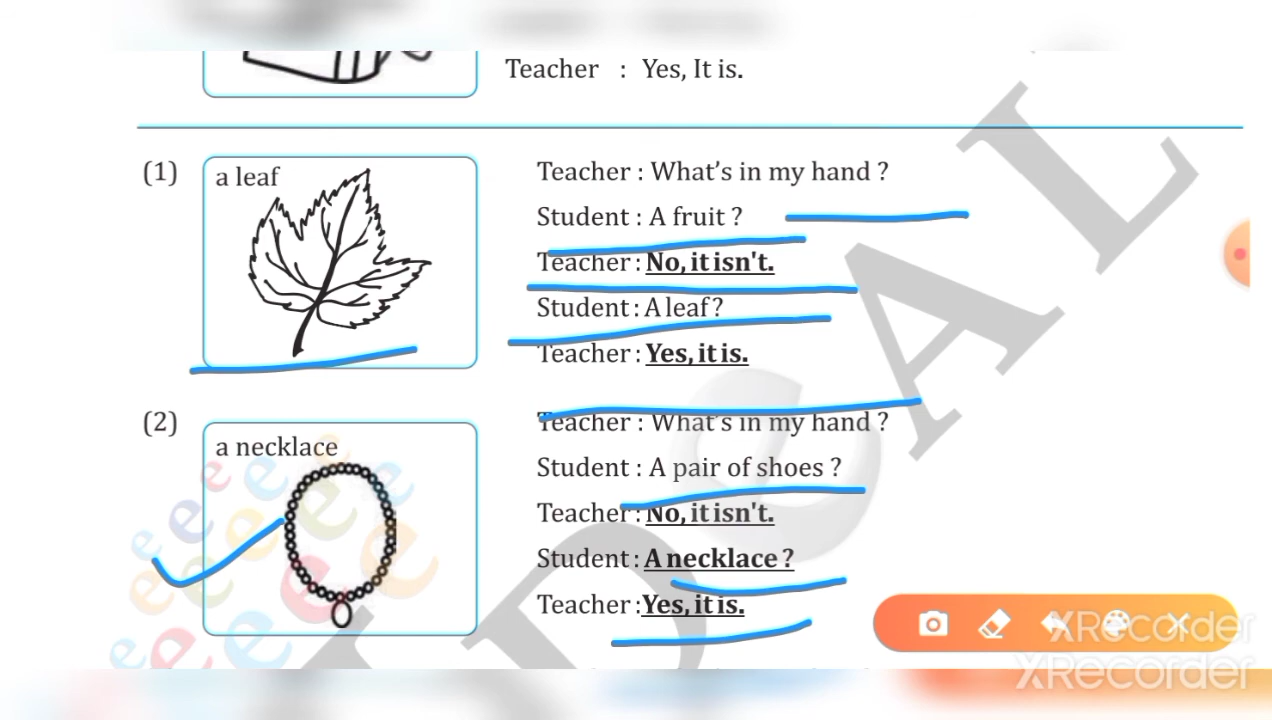 Teacher : Yes, It is.
(1)
a leaf
Teacher : What's in my hand ?
Student : A fruit ?
Teacher : No, it isn't.
Student : A leaf ?
Teacher : Yes, it is.
(2)
a necklace
Teacher : What's in my hand ?
Student : A pair of shoes ?
Teacher : No, it isn't.
Student : A necklace ?
Teacher : Yes, it is.
XRecorder
XRecorder